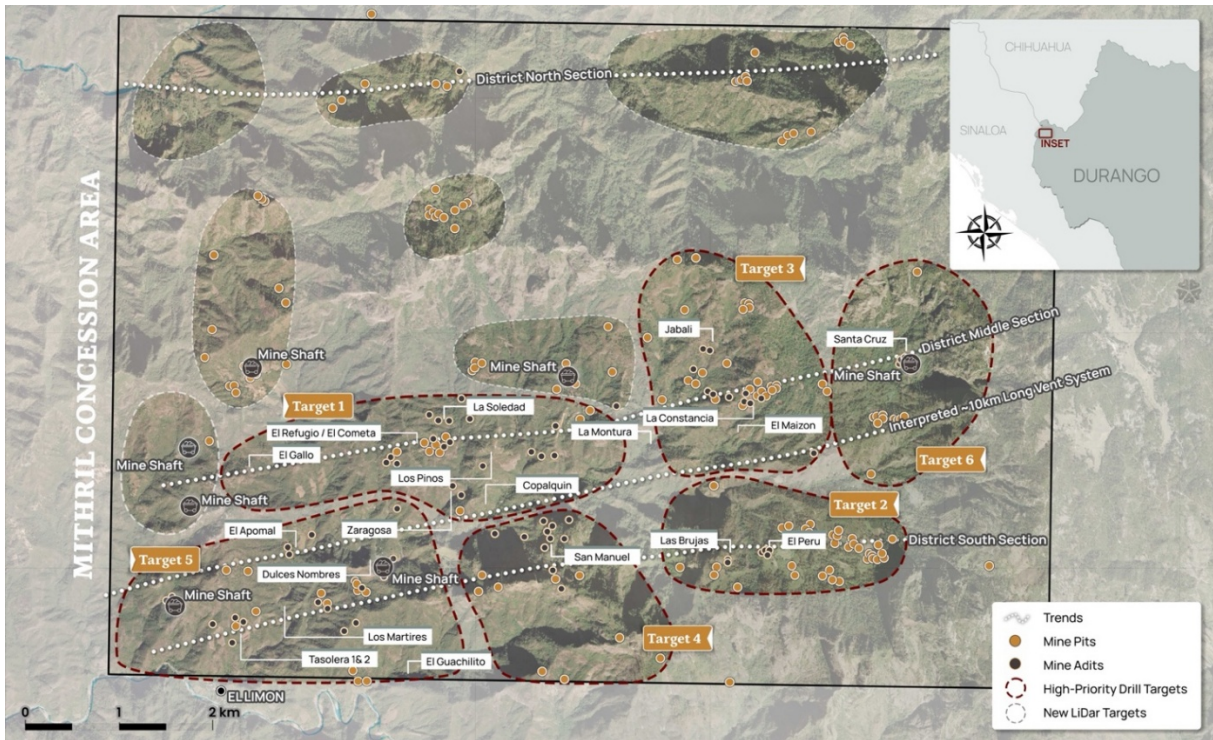 District North Section
CHIHUAHUA
SINALOA
INSET
DURANGO
MITHRIL CONCESSION AREA
Target 3
Jabali
Santa Cruz
District Middle Section
Mine Shaft
Mine Shaft
Mine Shaft
Target 1
La Soledad
La Constancia
El Maizon
Interpreted ~10km Long Vent System
El Refugio / El Cometa
La Montura
El Gallo
Mine Shaft
Los Pinos
Copalquin
Target 6
Mine Shaft
Target 2
El Apomal
Zaragosa
Las Brujas
El Peru
District South Section
Target 5
San Manuel
Dulces Nombres
Mine Shaft
Mine Shaft
Los Martires
Target 4
Tasolera 1& 2
El Guachilito
EL LIMON
0 1 2 km
Trends
Mine Pits
Mine Adits
High-Priority Drill Targets
New LiDar Targets